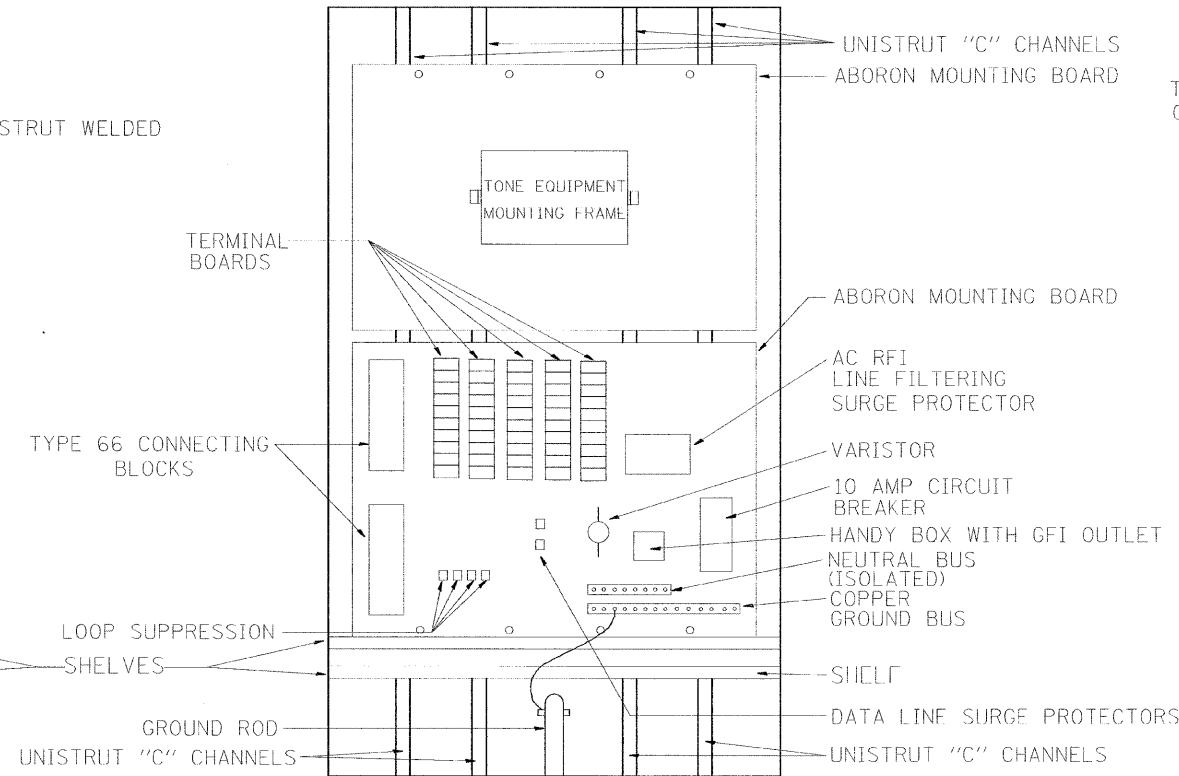 UNISTRUT "C" CHANNELS
ABORON MOUNTING BOARD
STRUT WELDED
TONE EQUIPMENT
MOUNTING FRAME
TERMINAL
BOARDS
ABORON MOUNTING BOARD
AC RFI
LINE
SURGE PROTECTOR
TYPE 66 CONNECTING
BLOCKS
VARISTOR
10 AMP CIRCUIT
BREAKER
HANDY BOX WITH GFI OUTLET
NEUTRAL BUS
(ISOLATED)
COPPER
GROUND BUS
LOOP SUPPRESSION
SHELVES
SHELF
GROUND ROD
DATA LINE SURGE PROTECTORS
UNISTRUT "C" CHANNELS
UNISTRUT "C" CHANNELS